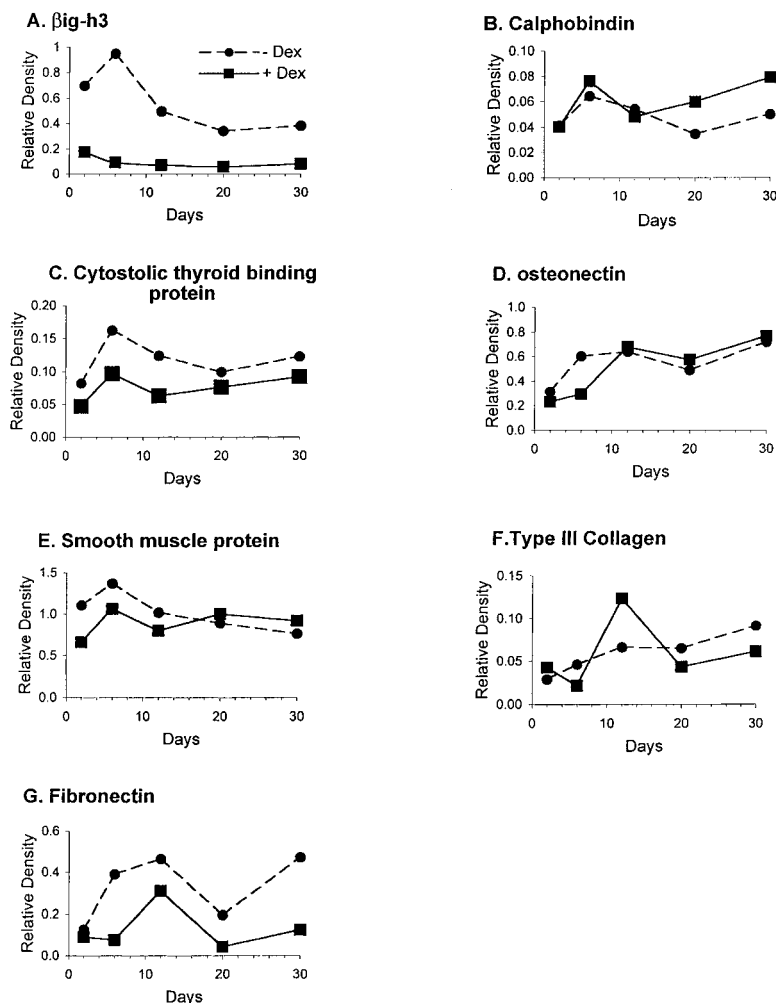 A. βig-h3
Relative Density
1
0.8
0.6
0.4
0.2
0
- Dex
+ Dex
0 10 20 30
Days
B. Calphobindin
Relative Density
0.10
0.08
0.06
0.04
0.02
0.00
0 10 20 30
Days
C. Cytostolic thyroid binding
protein
Relative Density
0.20
0.15
0.10
0.05
0.00
0 10 20 30
Days
D. osteonectin
Relative Density
1.0
0.8
0.6
0.4
0.2
0.0
0 10 20 30
Days
E. Smooth muscle protein
Relative Density
1.5
1.0
0.5
0.0
0 10 20 30
Days
F.Type III Collagen
Relative Density
0.15
0.10
0.05
0.00
0 10 20 30
Days
G. Fibronectin
Relative Density
0.6
0.4
0.2
0.0
0 10 20 30
Days